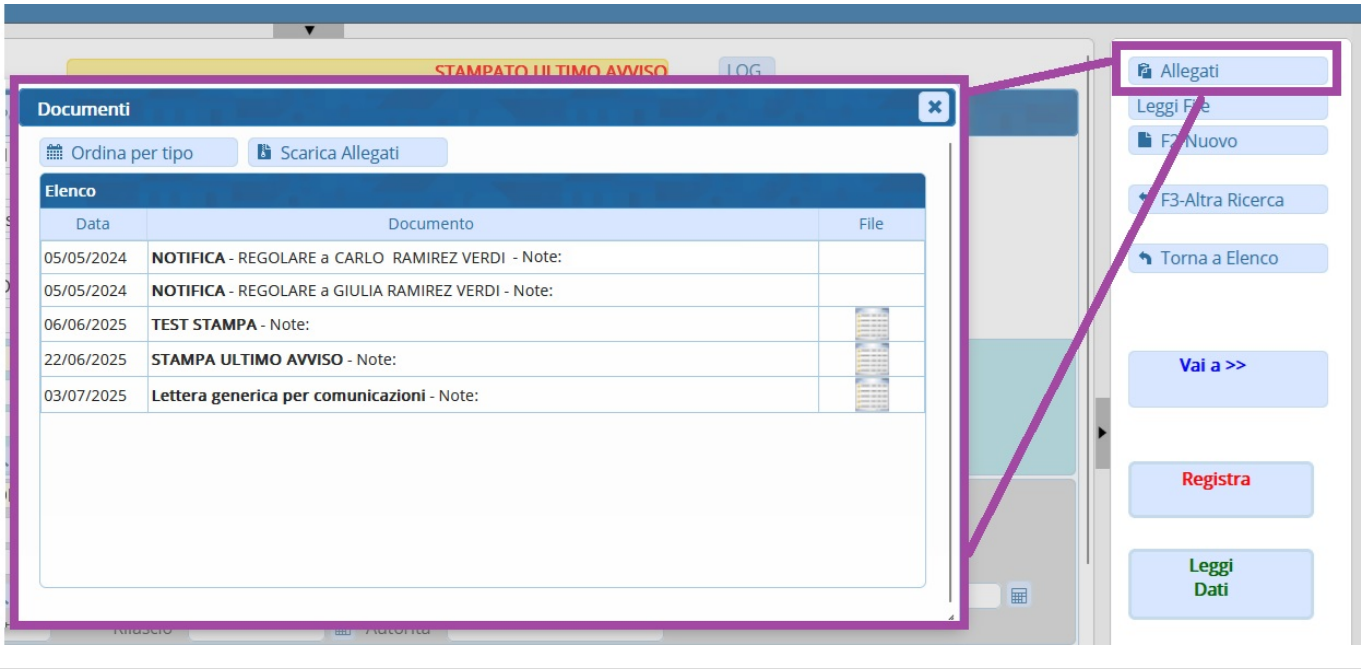 STAMPATO ULTIMO AVVISO LOG
Documenti
Ordina per tipo Scarica Allegati
Elenco
Data Documento File
05/05/2024 NOTIFICA - REGOLARE a CARLO RAMIREZ VERDI - Note:
05/05/2024 NOTIFICA - REGOLARE a GIULIA RAMIREZ VERDI - Note:
06/06/2025 TEST STAMPA - Note:
22/06/2025 STAMPA ULTIMO AVVISO - Note:
03/07/2025 Lettera generica per comunicazioni - Note:
Rilascio Autorita
Allegati
Leggi File
F2-Nuovo
F3-Altra Ricerca
Torna a Elenco
Vai a >>
Registra
Leggi
Dati